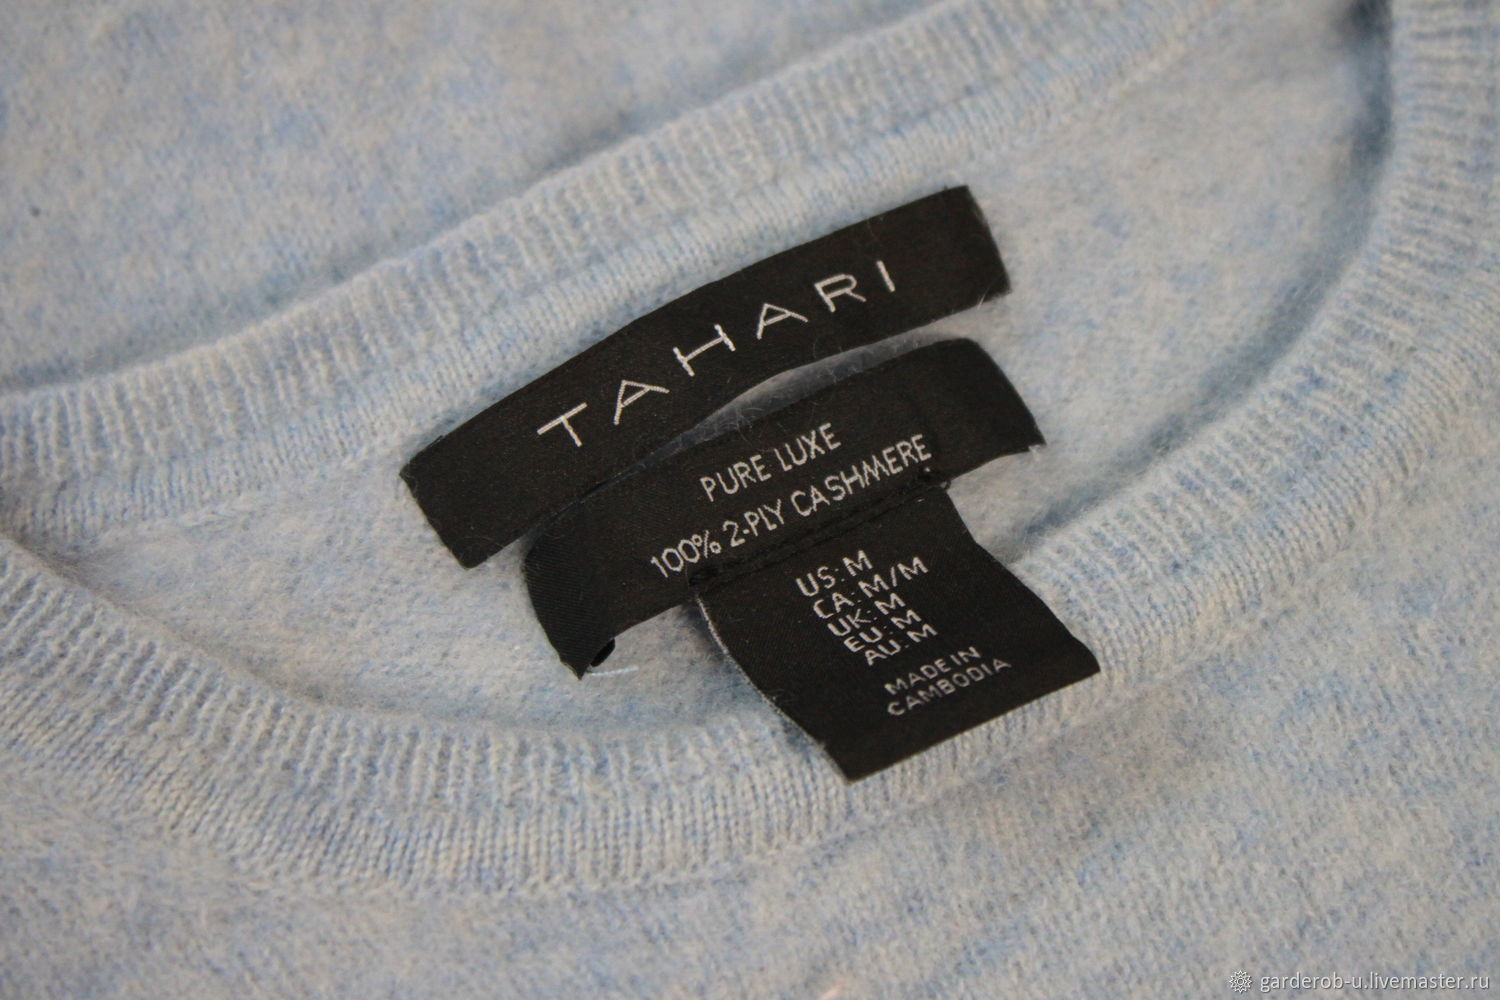 TAHARI
PURE LUXE
100% 2-PLY CASHMERE
US: M
CA: M/M
UK: M
EU: M
AU: M
MADE IN
CAMBODIA
garderob-u.livemaster.ru